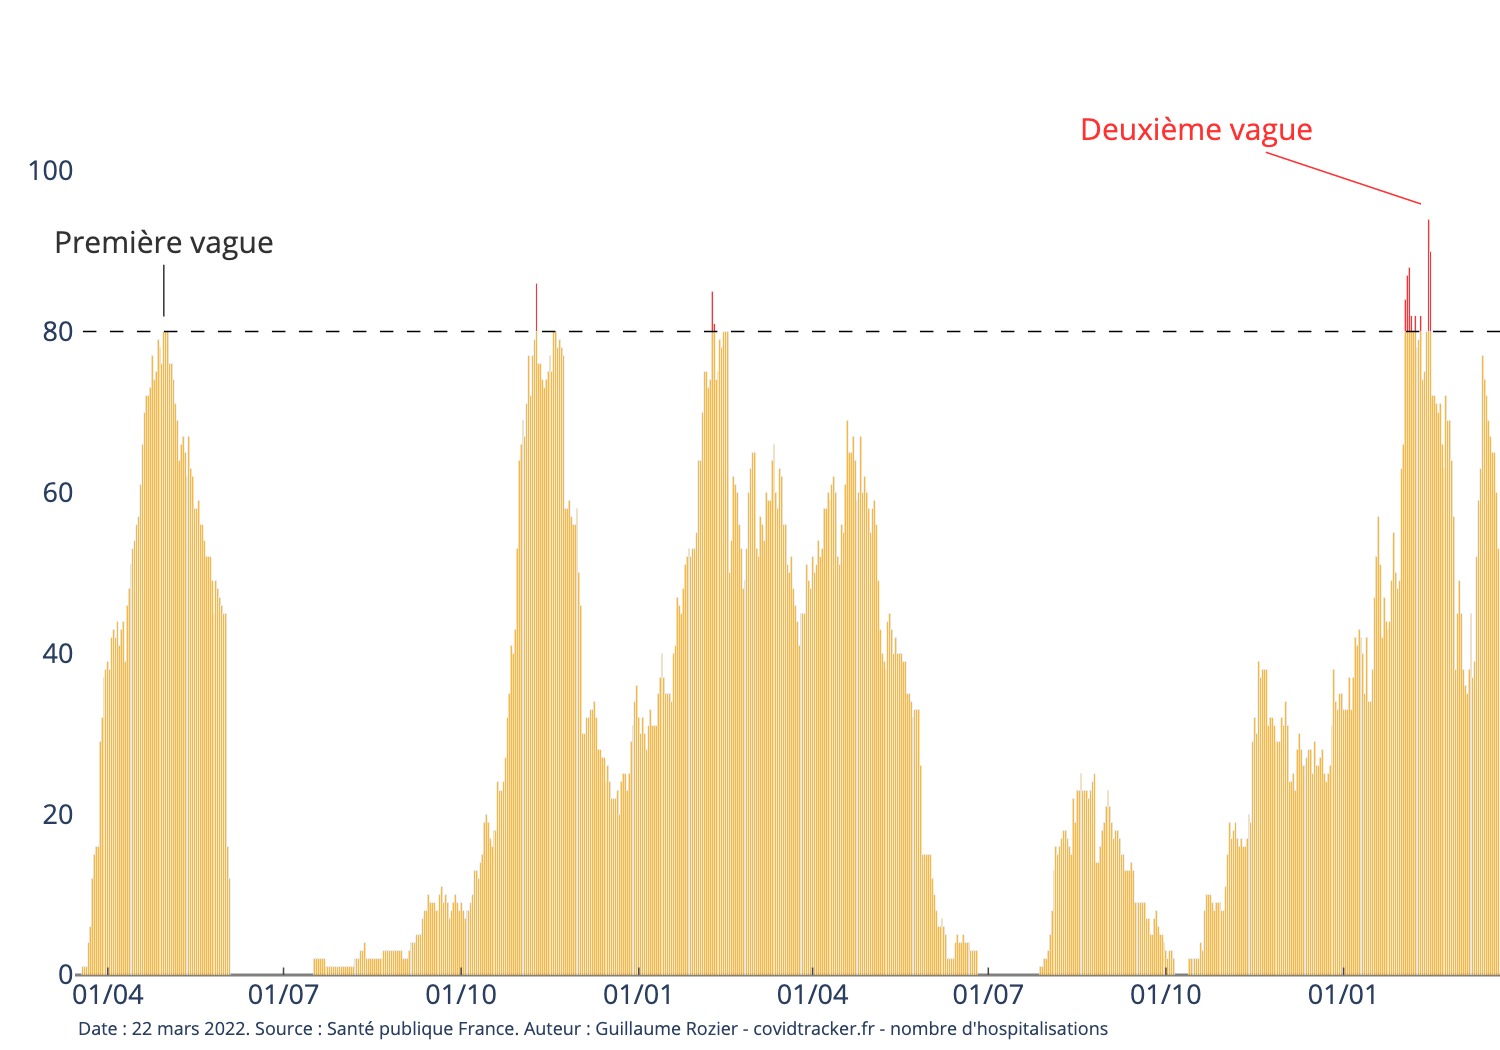 Deuxième vague
100
Première vague
80
60
40
20
0
01/04 01/07 01/10 01/01 01/04 01/07 01/10 01/01
Date : 22 mars 2022. Source : Santé publique France. Auteur : Guillaume Rozier - covidtracker.fr - nombre d'hospitalisations